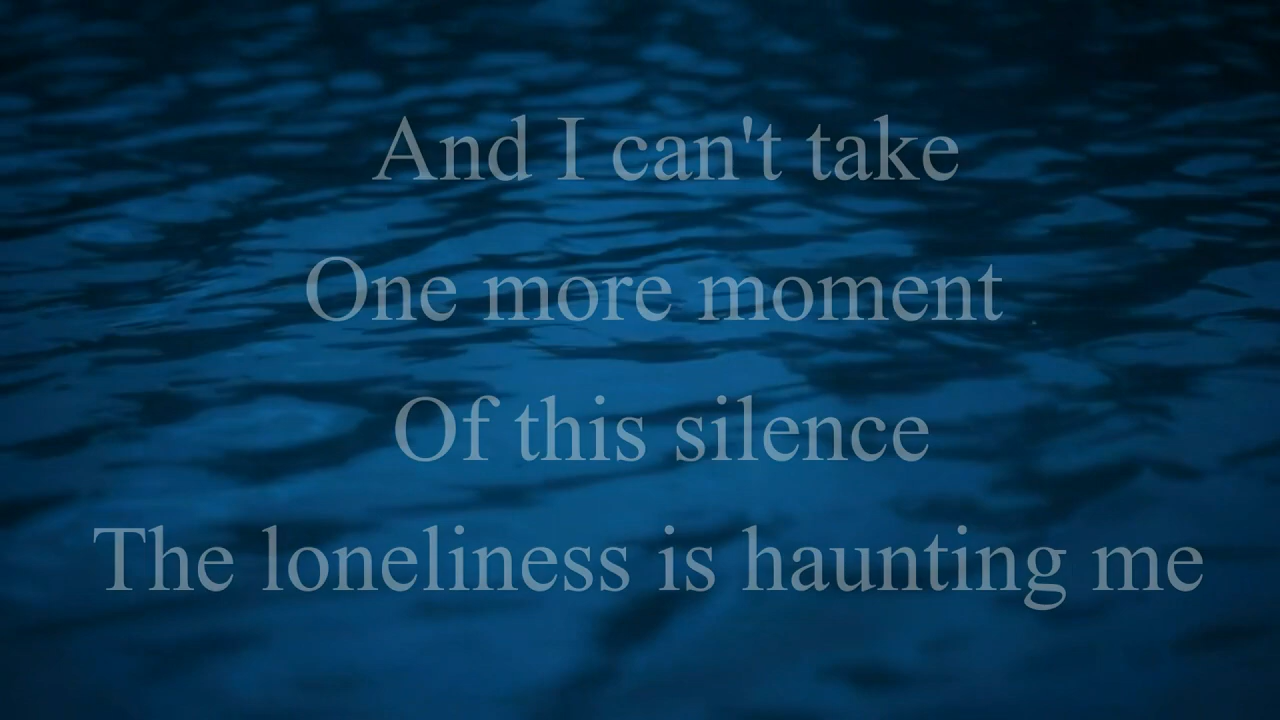 And I can't take
One more moment
Of this silence
The loneliness is haunting me